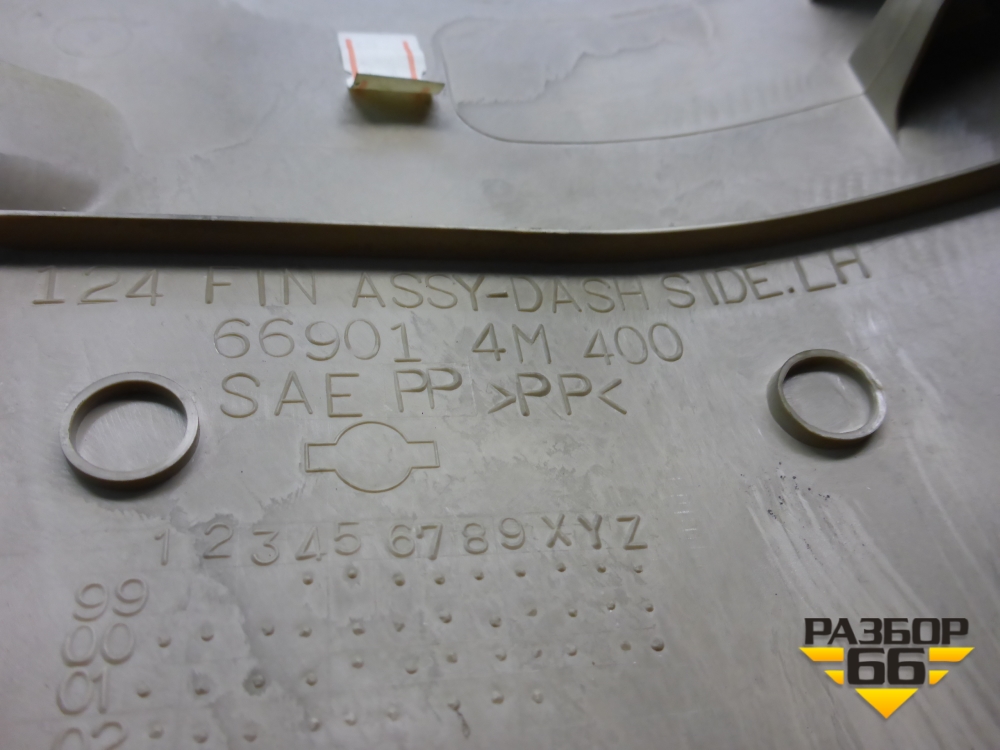 124 FIN ASSY-DASH SIDE.LH
66901 4M 400
SAE PP >PP<
1 2 3 4 5 6 7 8 9 X Y Z
99
00
01
02
РАЗБОР
66